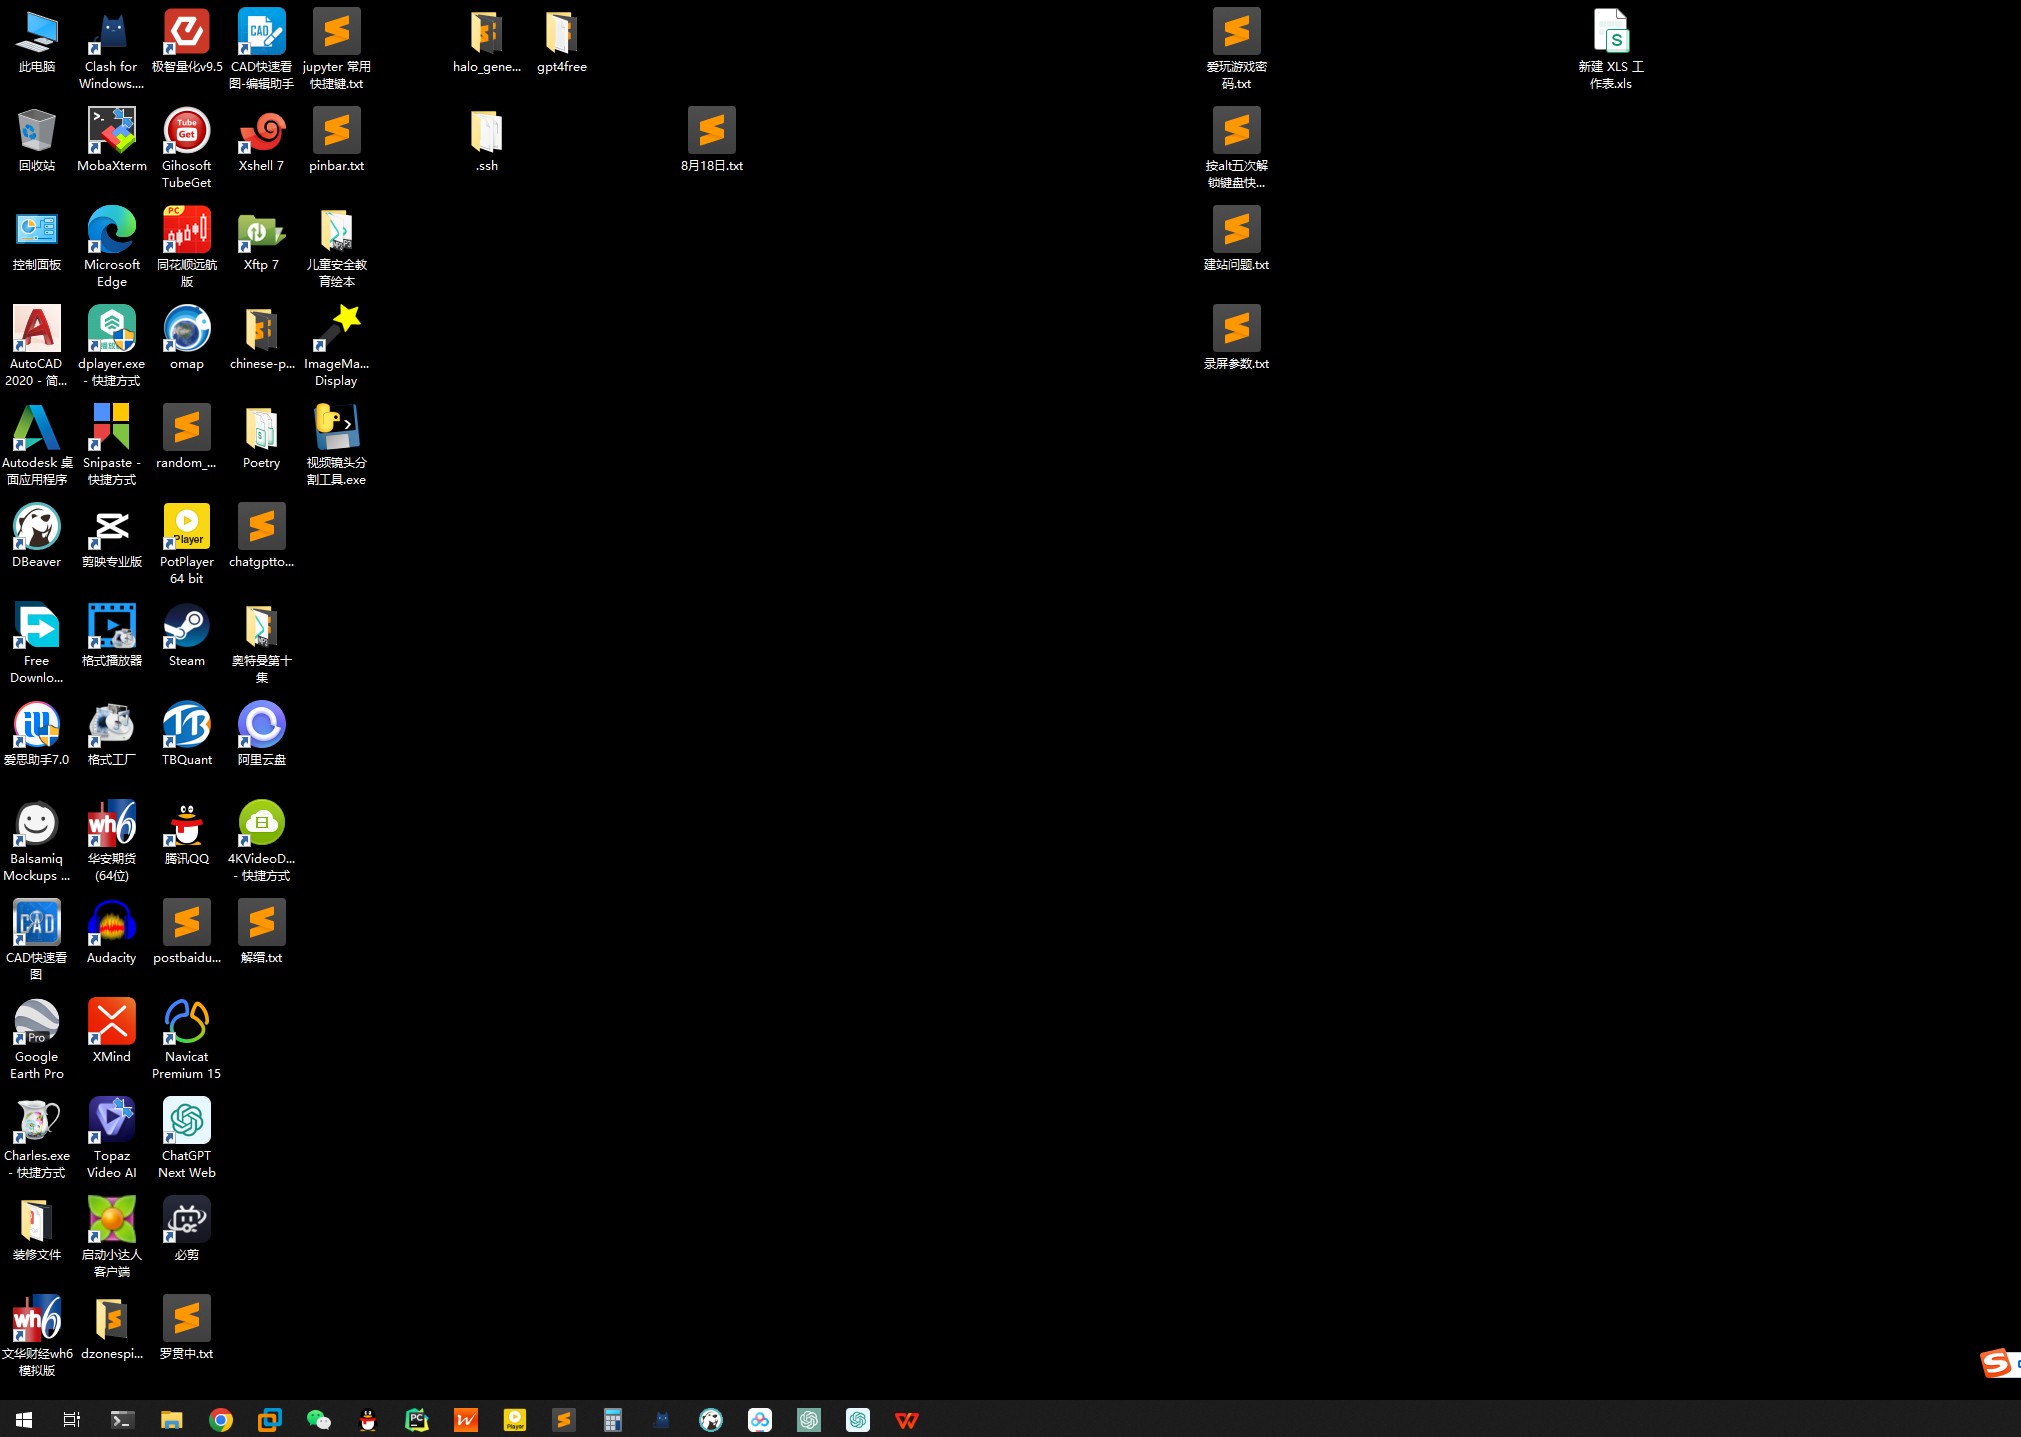 此电脑
Clash for
Windows....
极智量化v9.5
CAD快速看
图-编辑助手
jupyter 常用
快捷键.txt
halo_gene...
gpt4free
爱玩游戏密
码.txt
新建 XLS 工
作表.xls
回收站
MobaXterm
Gihosoft
TubeGet
Xshell 7
pinbar.txt
.ssh
8月18日.txt
按alt五次解
锁键盘快...
控制面板
Microsoft
Edge
同花顺远航
版
Xftp 7
儿童安全教
育绘本
建站问题.txt
AutoCAD
2020 - 简...
dplayer.exe
- 快捷方式
omap
chinese-p...
ImageMa...
Display
录屏参数.txt
Autodesk 桌
面应用程序
Snipaste -
快捷方式
random_...
Poetry
视频镜头分
割工具.exe
DBeaver
剪映专业版
PotPlayer
64 bit
chatgptto...
Free
Downlo...
格式播放器
Steam
奥特曼第十
集
爱思助手7.0
格式工厂
TBQuant
阿里云盘
Balsamiq
Mockups ...
华安期货
(64位)
腾讯QQ
4KVideoD...
- 快捷方式
CAD快速看
图
Audacity
postbaidu...
解缙.txt
Google
Earth Pro
XMind
Navicat
Premium 15
Charles.exe
- 快捷方式
Topaz
Video AI
ChatGPT
Next Web
装修文件
启动小达人
客户端
必剪
文华财经wh6
模拟版
dzonespi...
罗贯中.txt